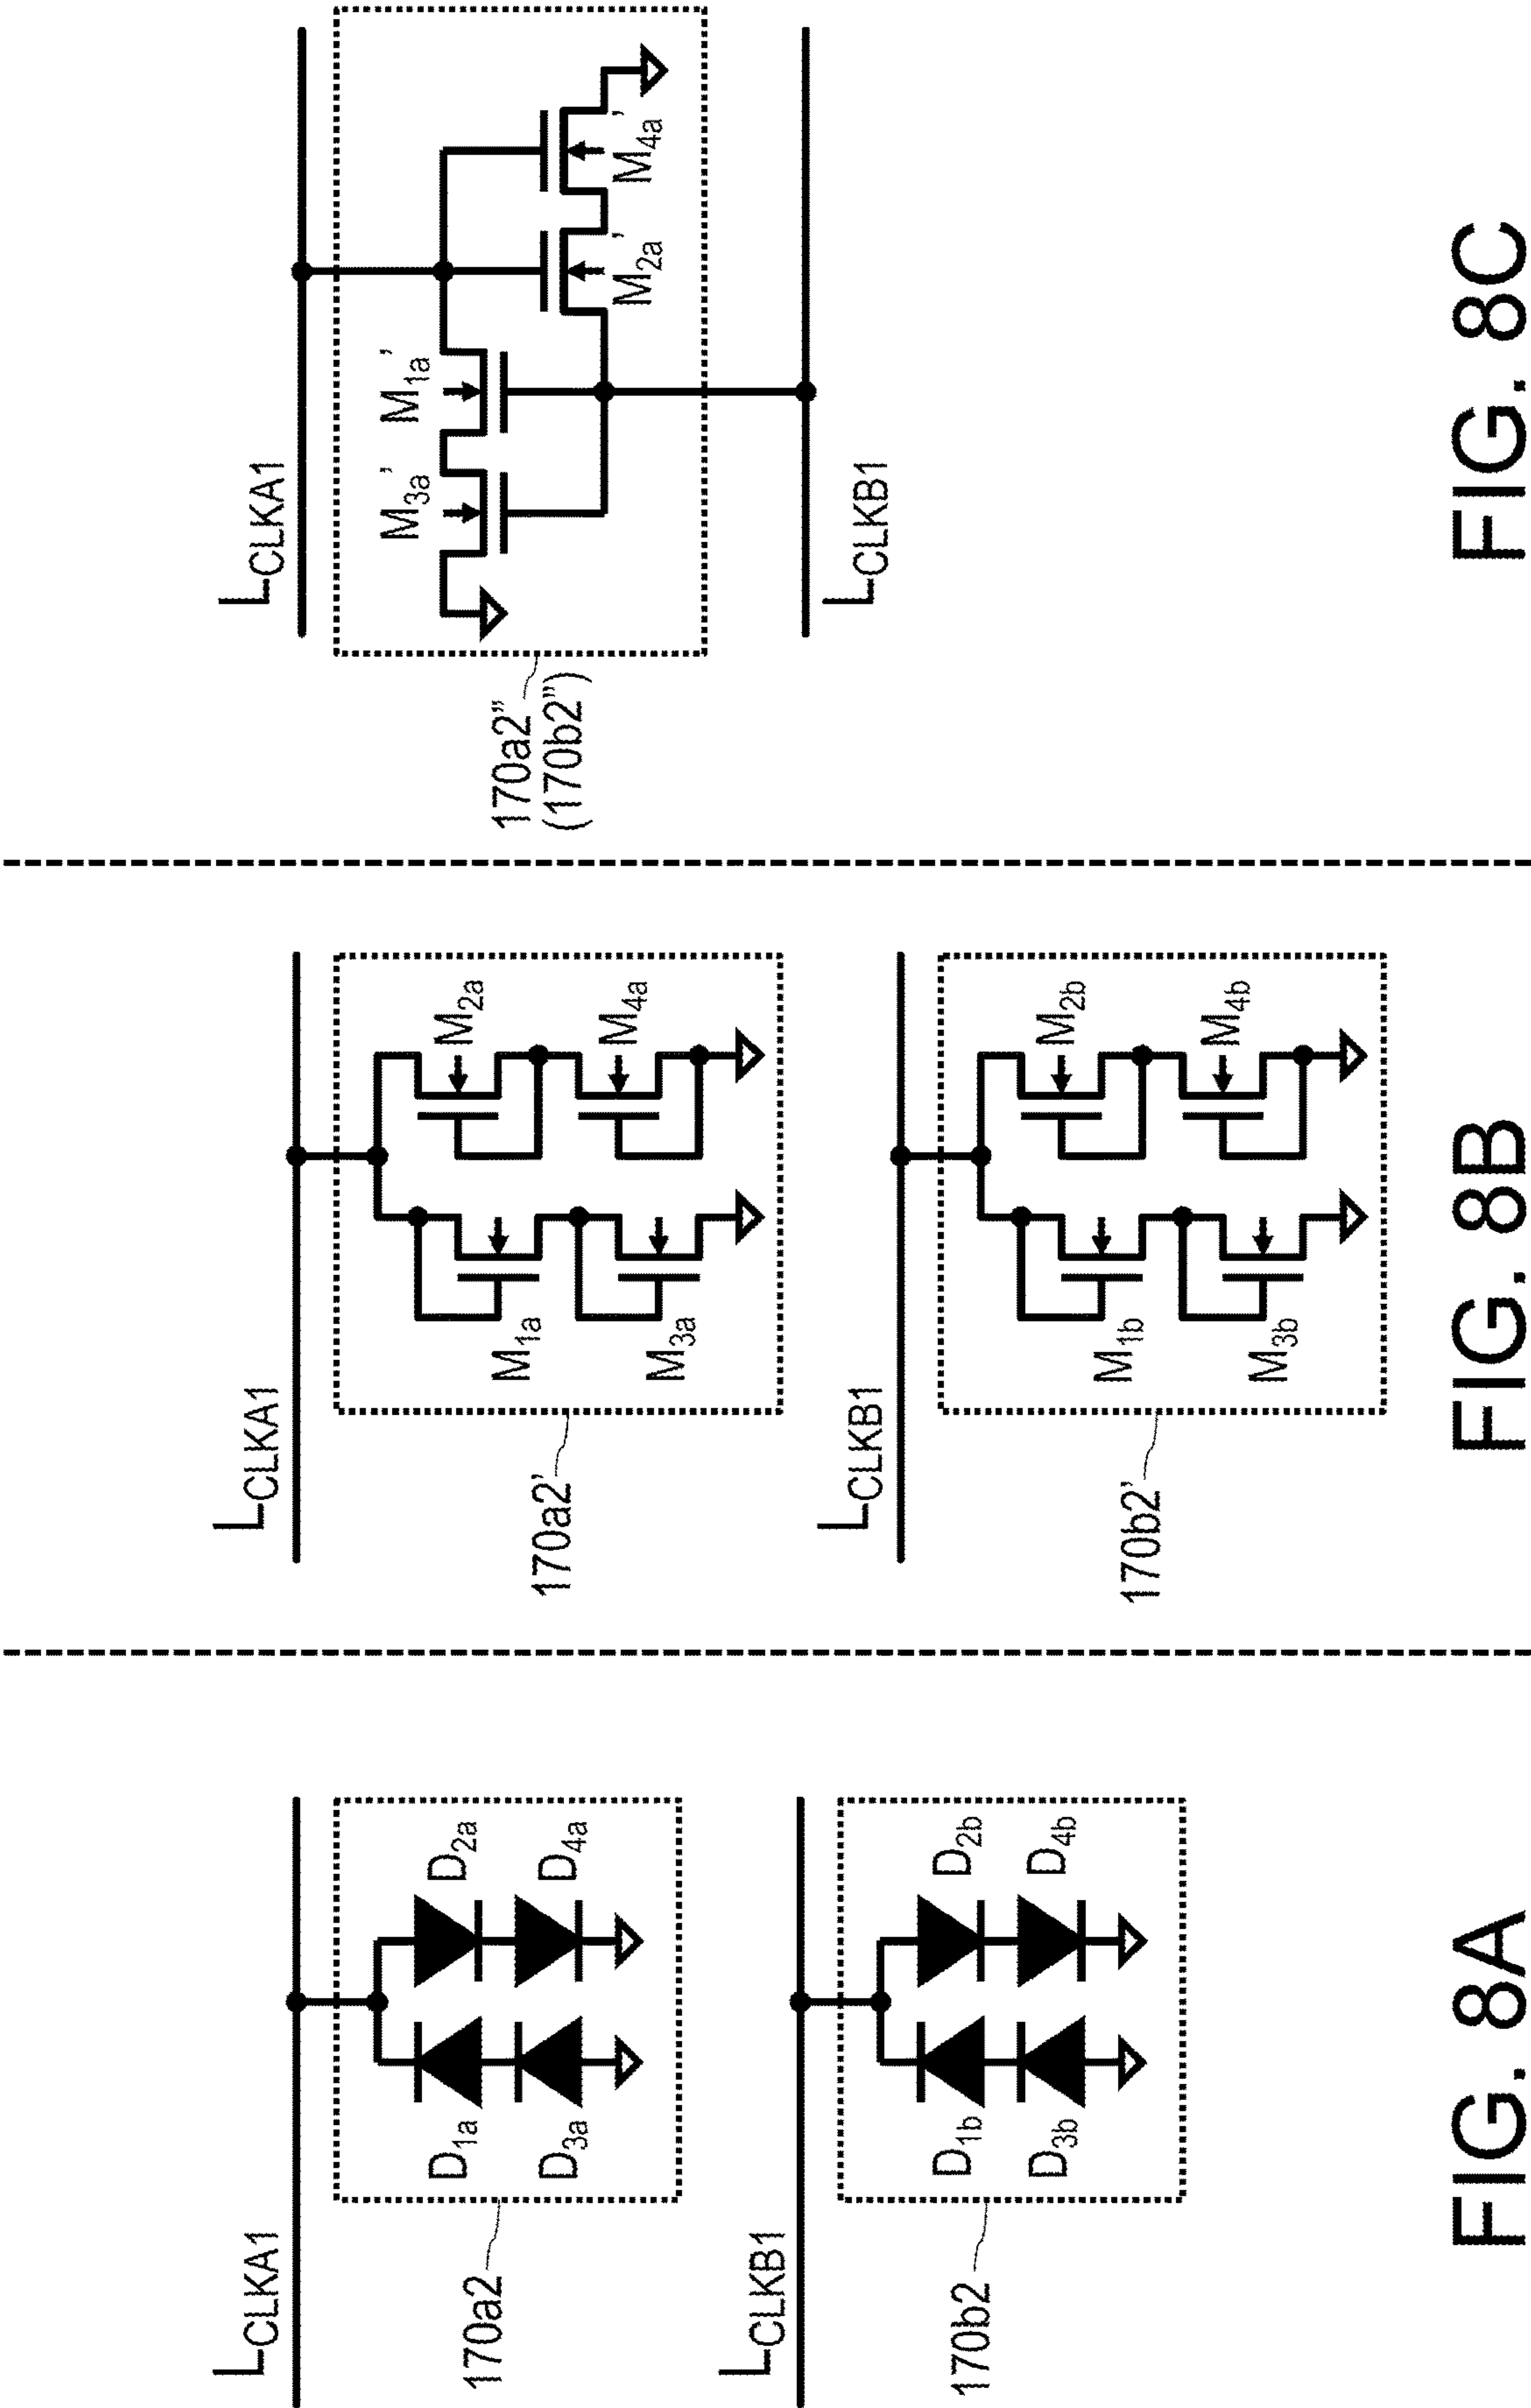 L_CLKA1
170a2
D_1a
D_2a
D_3a
D_4a
L_CLKB1
170b2
D_1b
D_2b
D_3b
D_4b
FIG. 8A
L_CLKA1
170a2’
M_1a
M_2a
M_3a
M_4a
L_CLKB1
170b2’
M_1b
M_2b
M_3b
M_4b
FIG. 8B
L_CLKA1
170a2”
(170b2”)
M_3a’
M_1a’
M_2a’
M_4a’
L_CLKB1
FIG. 8C